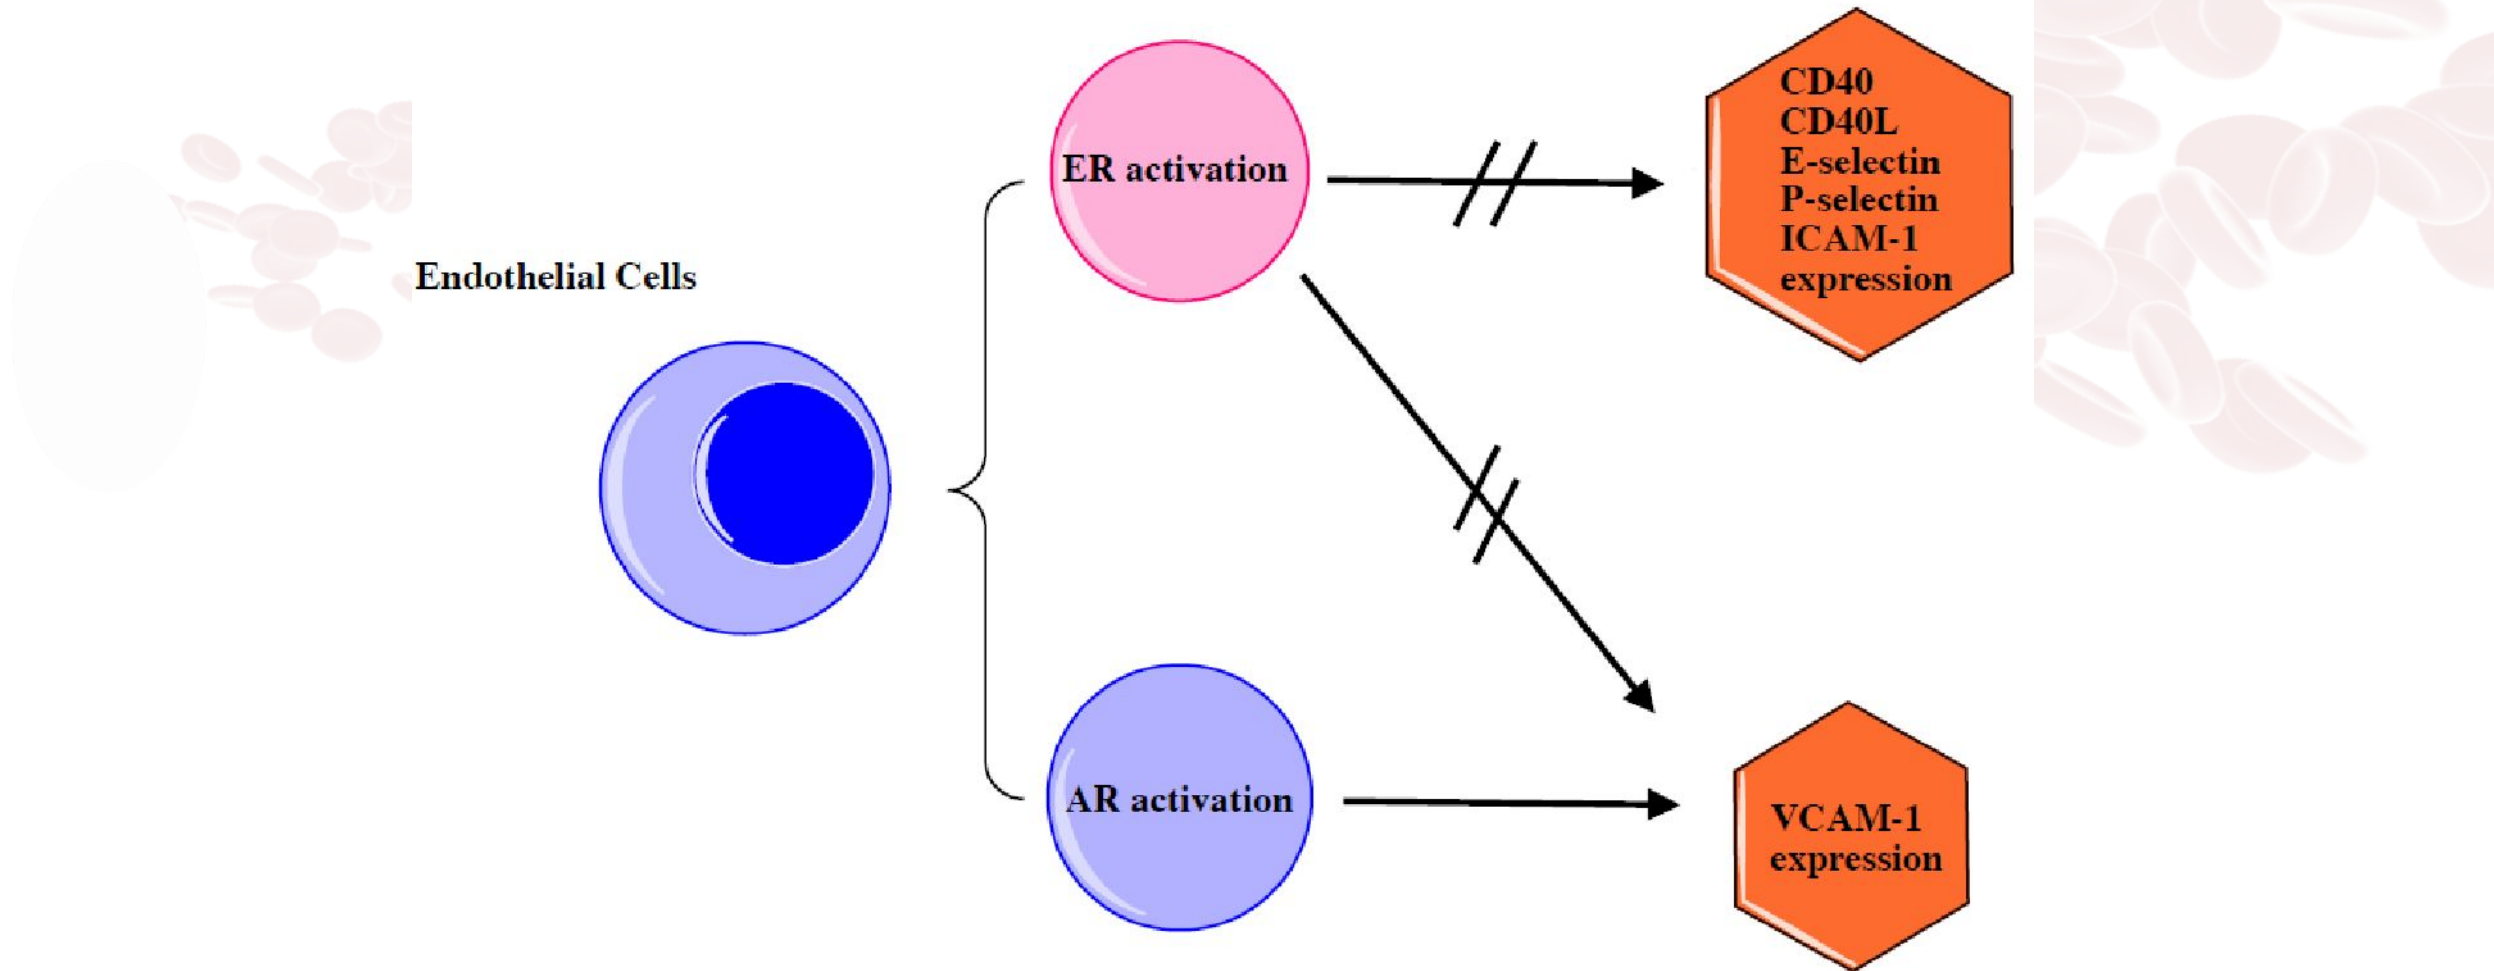 Endothelial Cells
ER activation
CD40
CD40L
E-selectin
P-selectin
ICAM-1
expression
AR activation
VCAM-1
expression